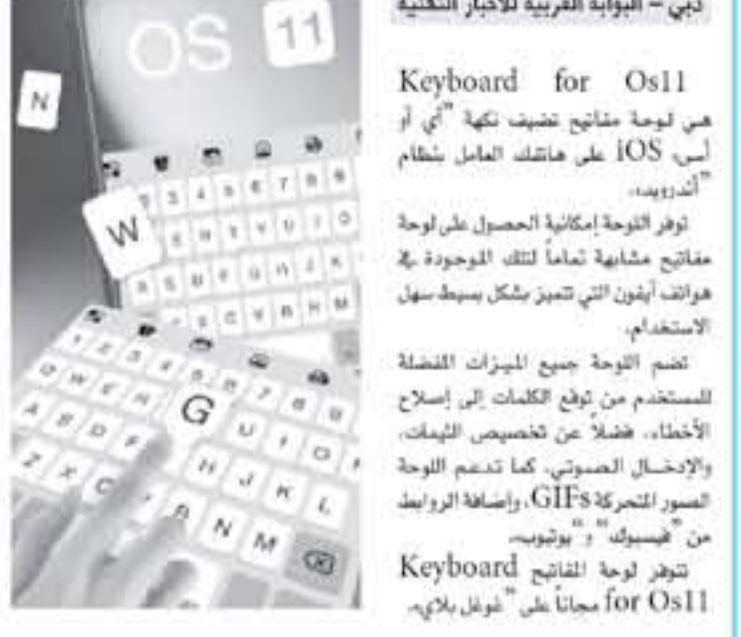 دبي – البوابة العربية للأخبار التقنية
Keyboard for Os11
هي لوحة مفاتيح تضيف نكهة "آي أو
أس، iOS على هاتفك العامل بنظام
"أندرويد،.
توفر اللوحة إمكانية الحصول على لوحة
مفاتيح مشابهة تماماً لتلك الموجودة في
هواتف آيفون التي تتميز بشكل بسيط سهل
الاستخدام.
تضم اللوحة جميع الميزات المفضلة
للمستخدم من توقع الكلمات إلى إصلاح
الأخطاء، فضلاً عن تخصيص الثيمات،
والإدخال الصوتي، كما تدعم اللوحة
الصور المتحركة GIFs، وإضافة الروابط
من "فيسبوك" و"يوتيوب،.
تتوفر لوحة المفاتيح Keyboard
for Os11 مجاناً على "غوغل بلاي،.
OS 11
N
W
G
U I O
H J K L
B N M